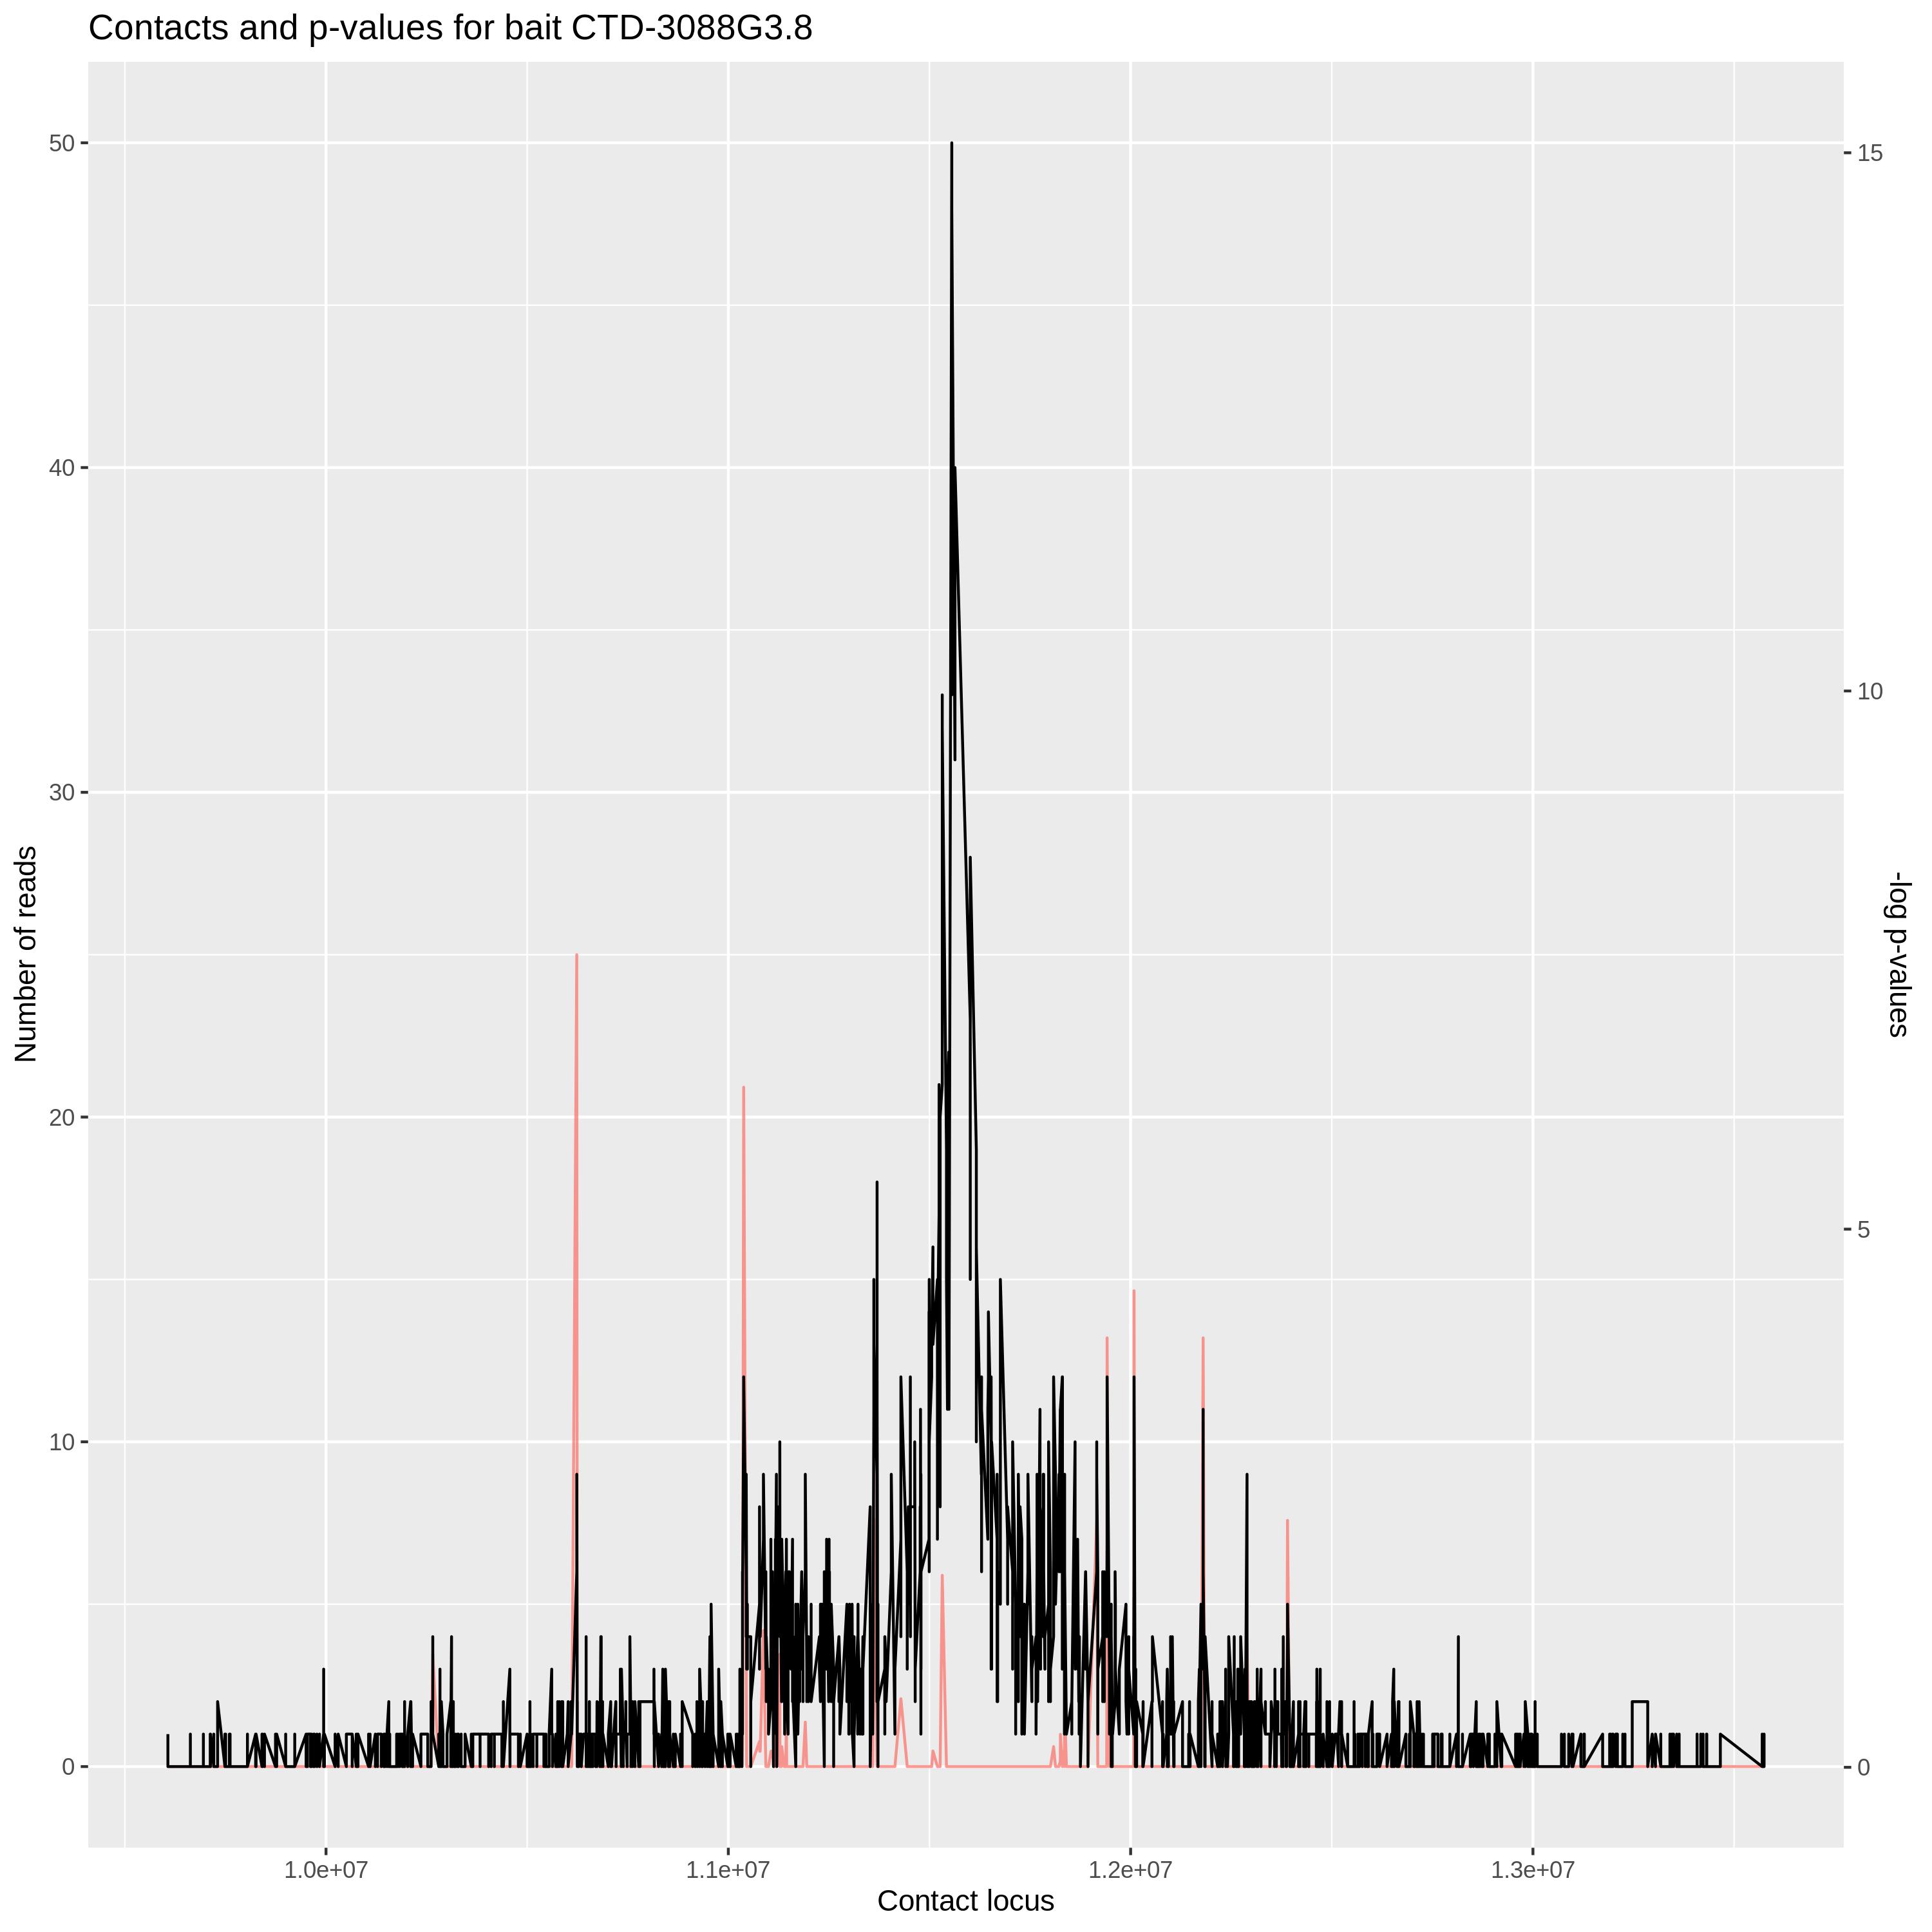 Contacts and p-values for bait CTD-3088G3.8
50
40
30
20
10
0
15
10
5
0
Number of reads
-log p-values
1.0e+07
1.1e+07
1.2e+07
1.3e+07
Contact locus